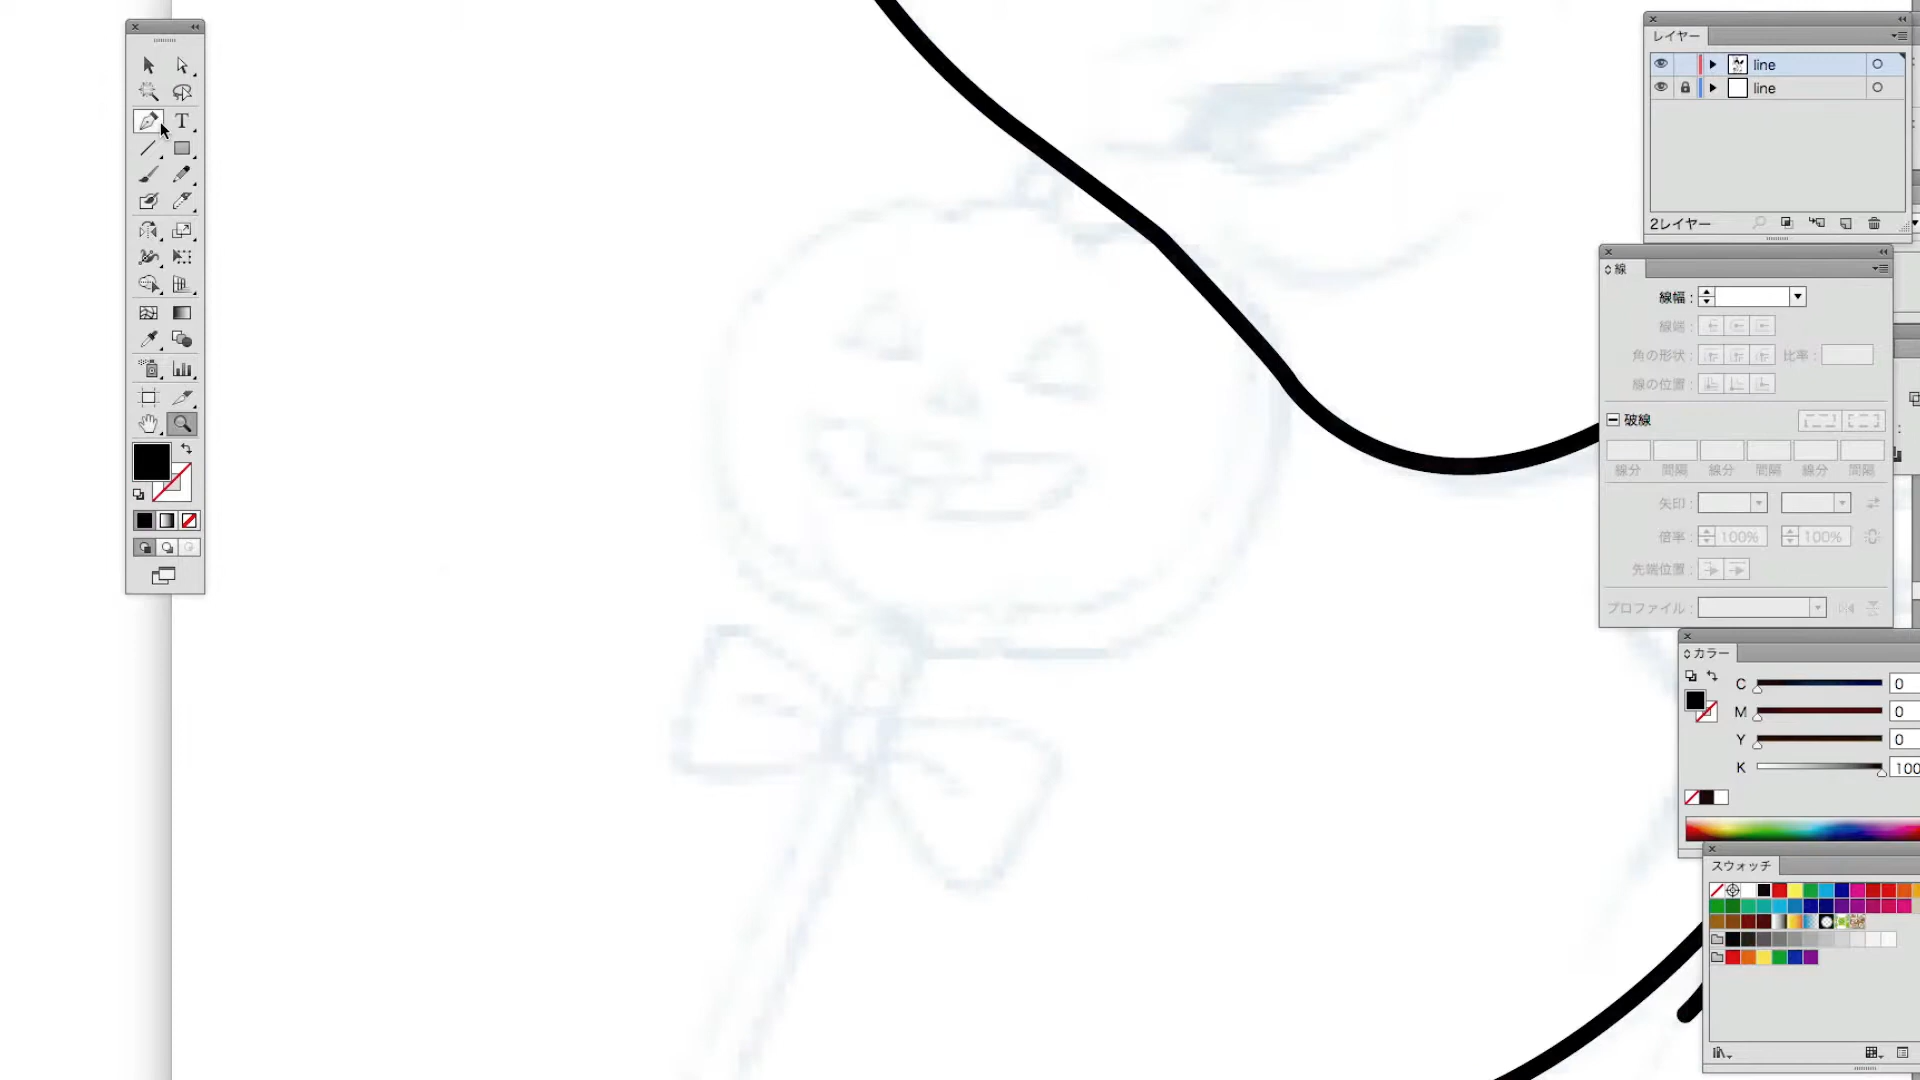 レイヤー
line
line
2レイヤー
線
線幅 :
線端 :
角の形状 : 比率 :
線の位置 :
破線
線分 間隔 線分 間隔 線分 間隔
矢印 :
倍率 : 100% 100%
先端位置 :
プロファイル :
カラー
C 0
M 0
Y 0
K 100
スウォッチ
T